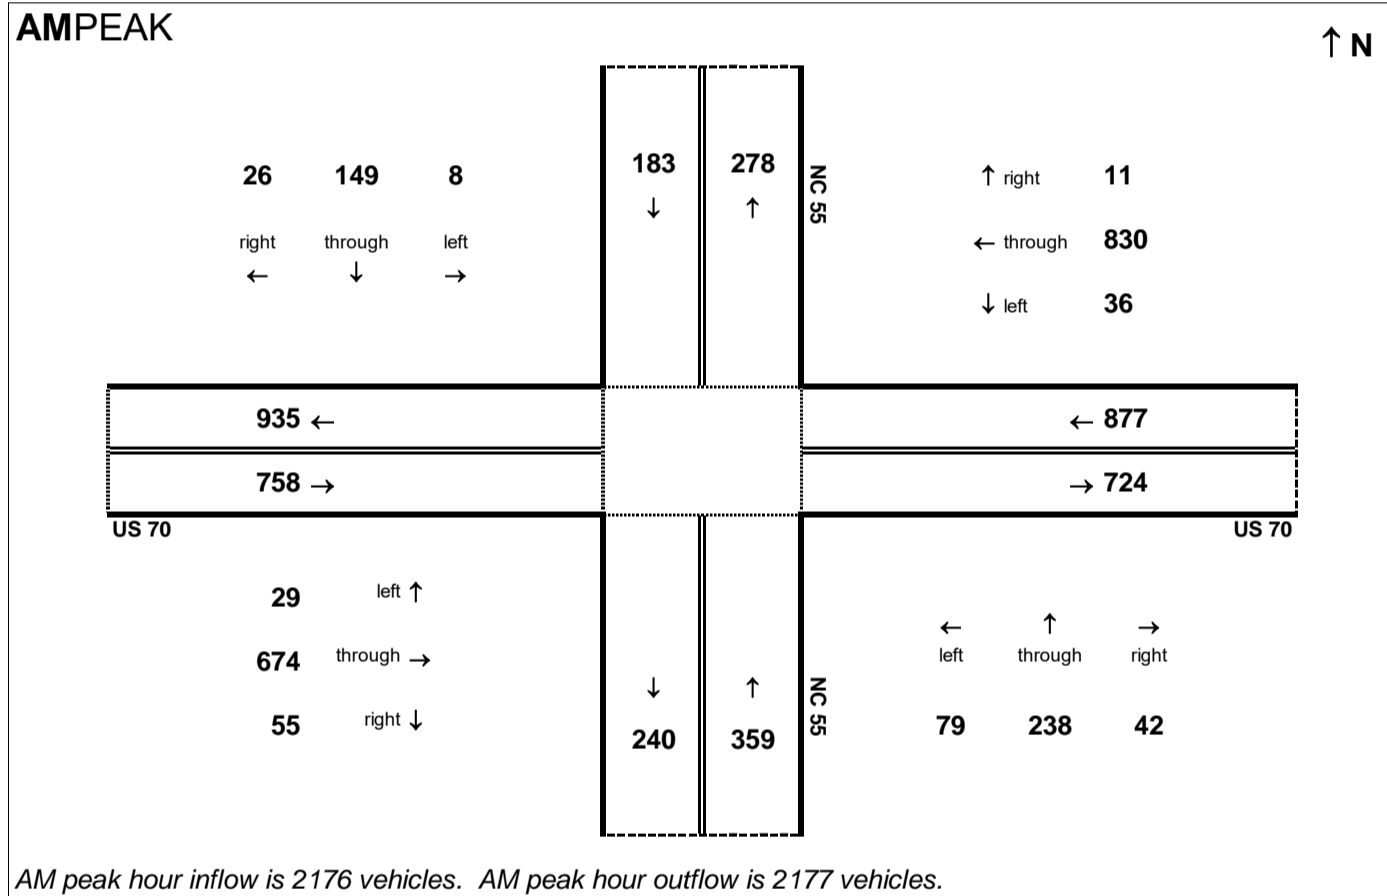 AMPEAK
↑ N
26 149 8
right through left
← ↓ →
183 278
↓ ↑
NC 55
↑ right 11
← through 830
↓ left 36
935 ←
← 877
758 →
→ 724
US 70
US 70
29 left ↑
674 through →
55 right ↓
↓ ↑
240 359
NC 55
← ↑ →
left through right
79 238 42
AM peak hour inflow is 2176 vehicles. AM peak hour outflow is 2177 vehicles.